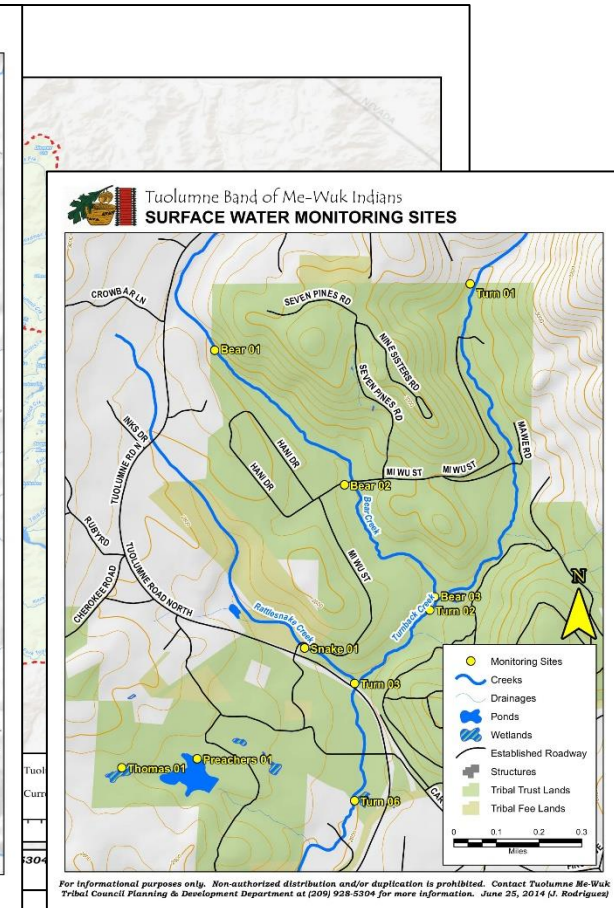 NEVADA
Tuolumne Band of Me-Wuk Indians
SURFACE WATER MONITORING SITES
CROWBAR LN
SEVEN PINES RD
Turn 01
NINE SISTERS RD
Bear 01
SEVEN PINES RD
INKS DR
TUOLUMNE RD N
HANI DR
HANI DR
MI WU ST
MI WU ST
MAWE RD
Bear 02
Bear Creek
RUBY RD
CHEROKEE ROAD
TUOLUMNE ROAD NORTH
MI WU ST
Bear 03
Turn 02
Turnback Creek
Rattlesnake Creek
Snake 01
Turn 03
N
Thomas 01
Preachers 01
Turn 06
Monitoring Sites
Creeks
Drainages
Ponds
Wetlands
Established Roadway
Structures
Tribal Trust Lands
Tribal Fee Lands
0 0.1 0.2 0.3
Miles
For informational purposes only. Non-authorized distribution and/or duplication is prohibited. Contact Tuolumne Me-Wuk
Tribal Council Planning & Development Department at (209) 928-5304 for more information. June 25, 2014 (J. Rodriguez)